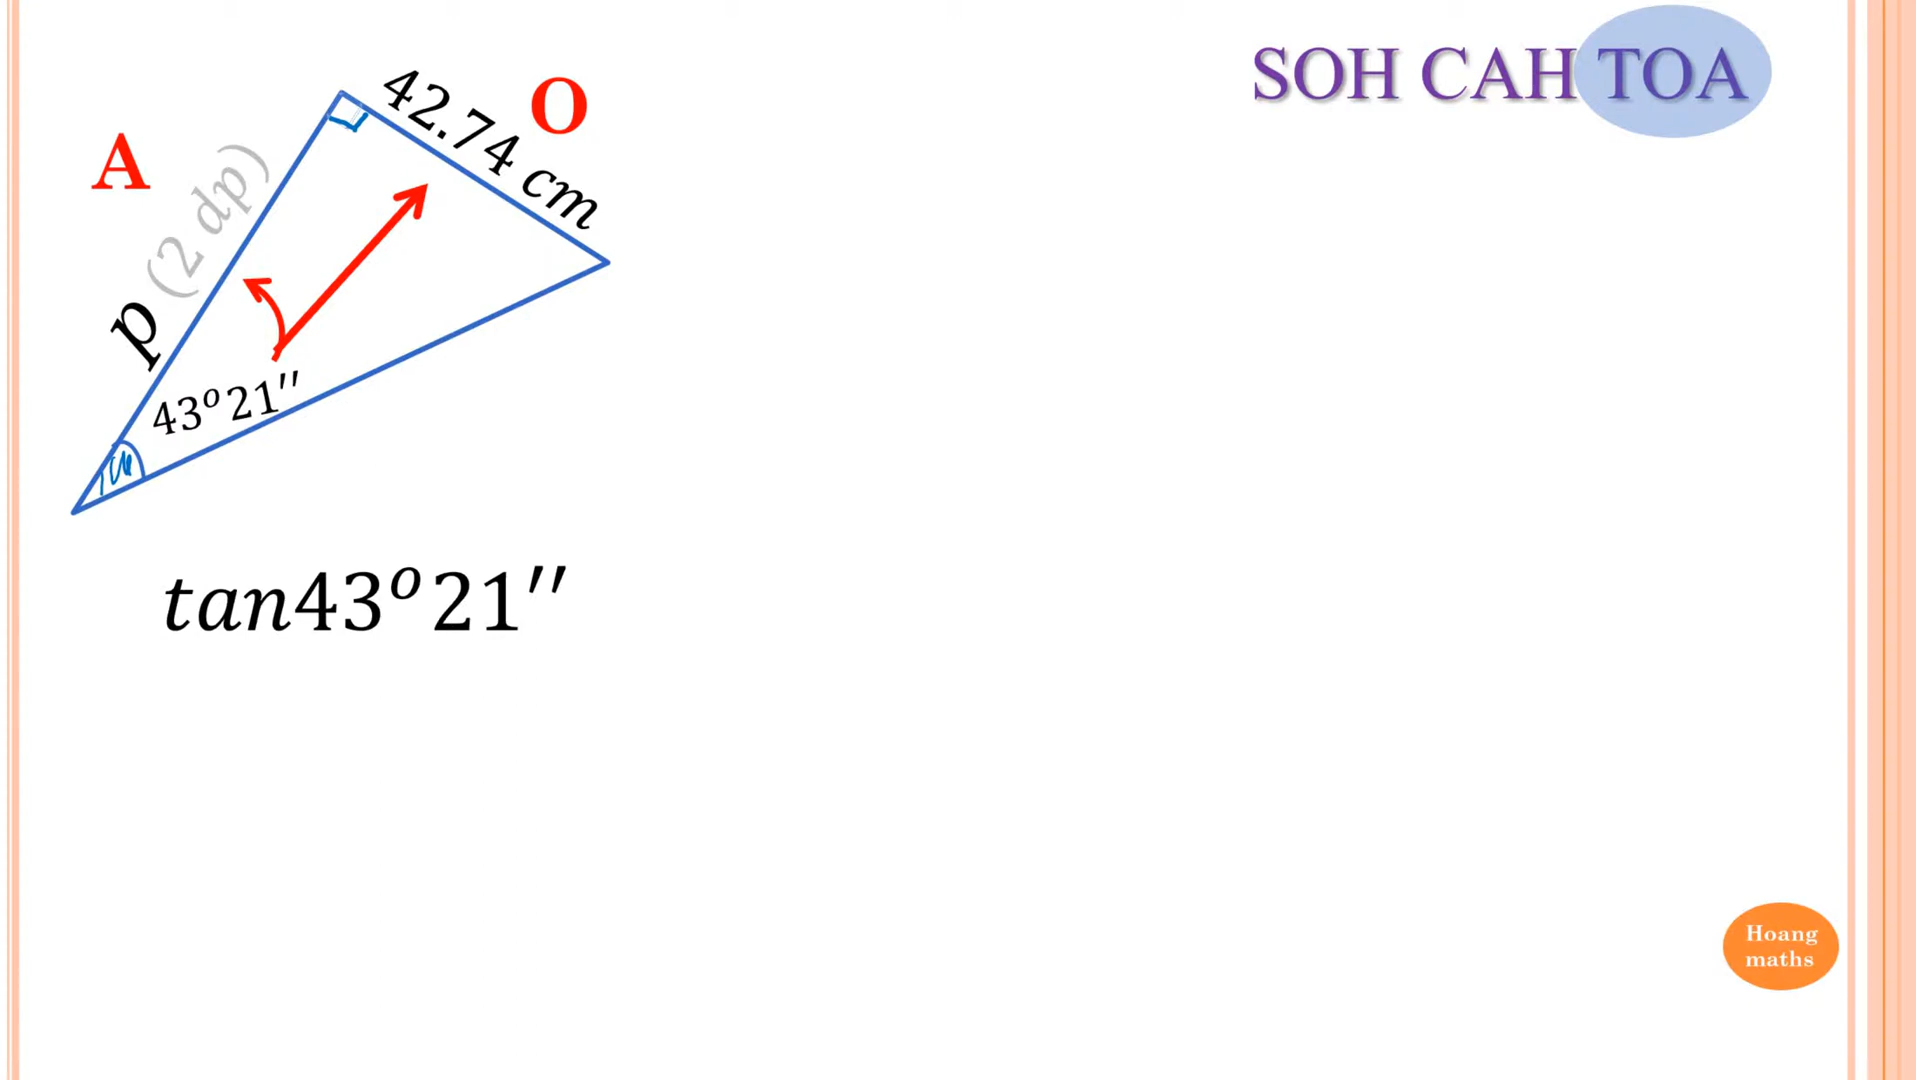 SOH CAH TOA
42.74 cm
O
A
p (2 dp)
43°21′′
tan43°21′′
Hoang
maths